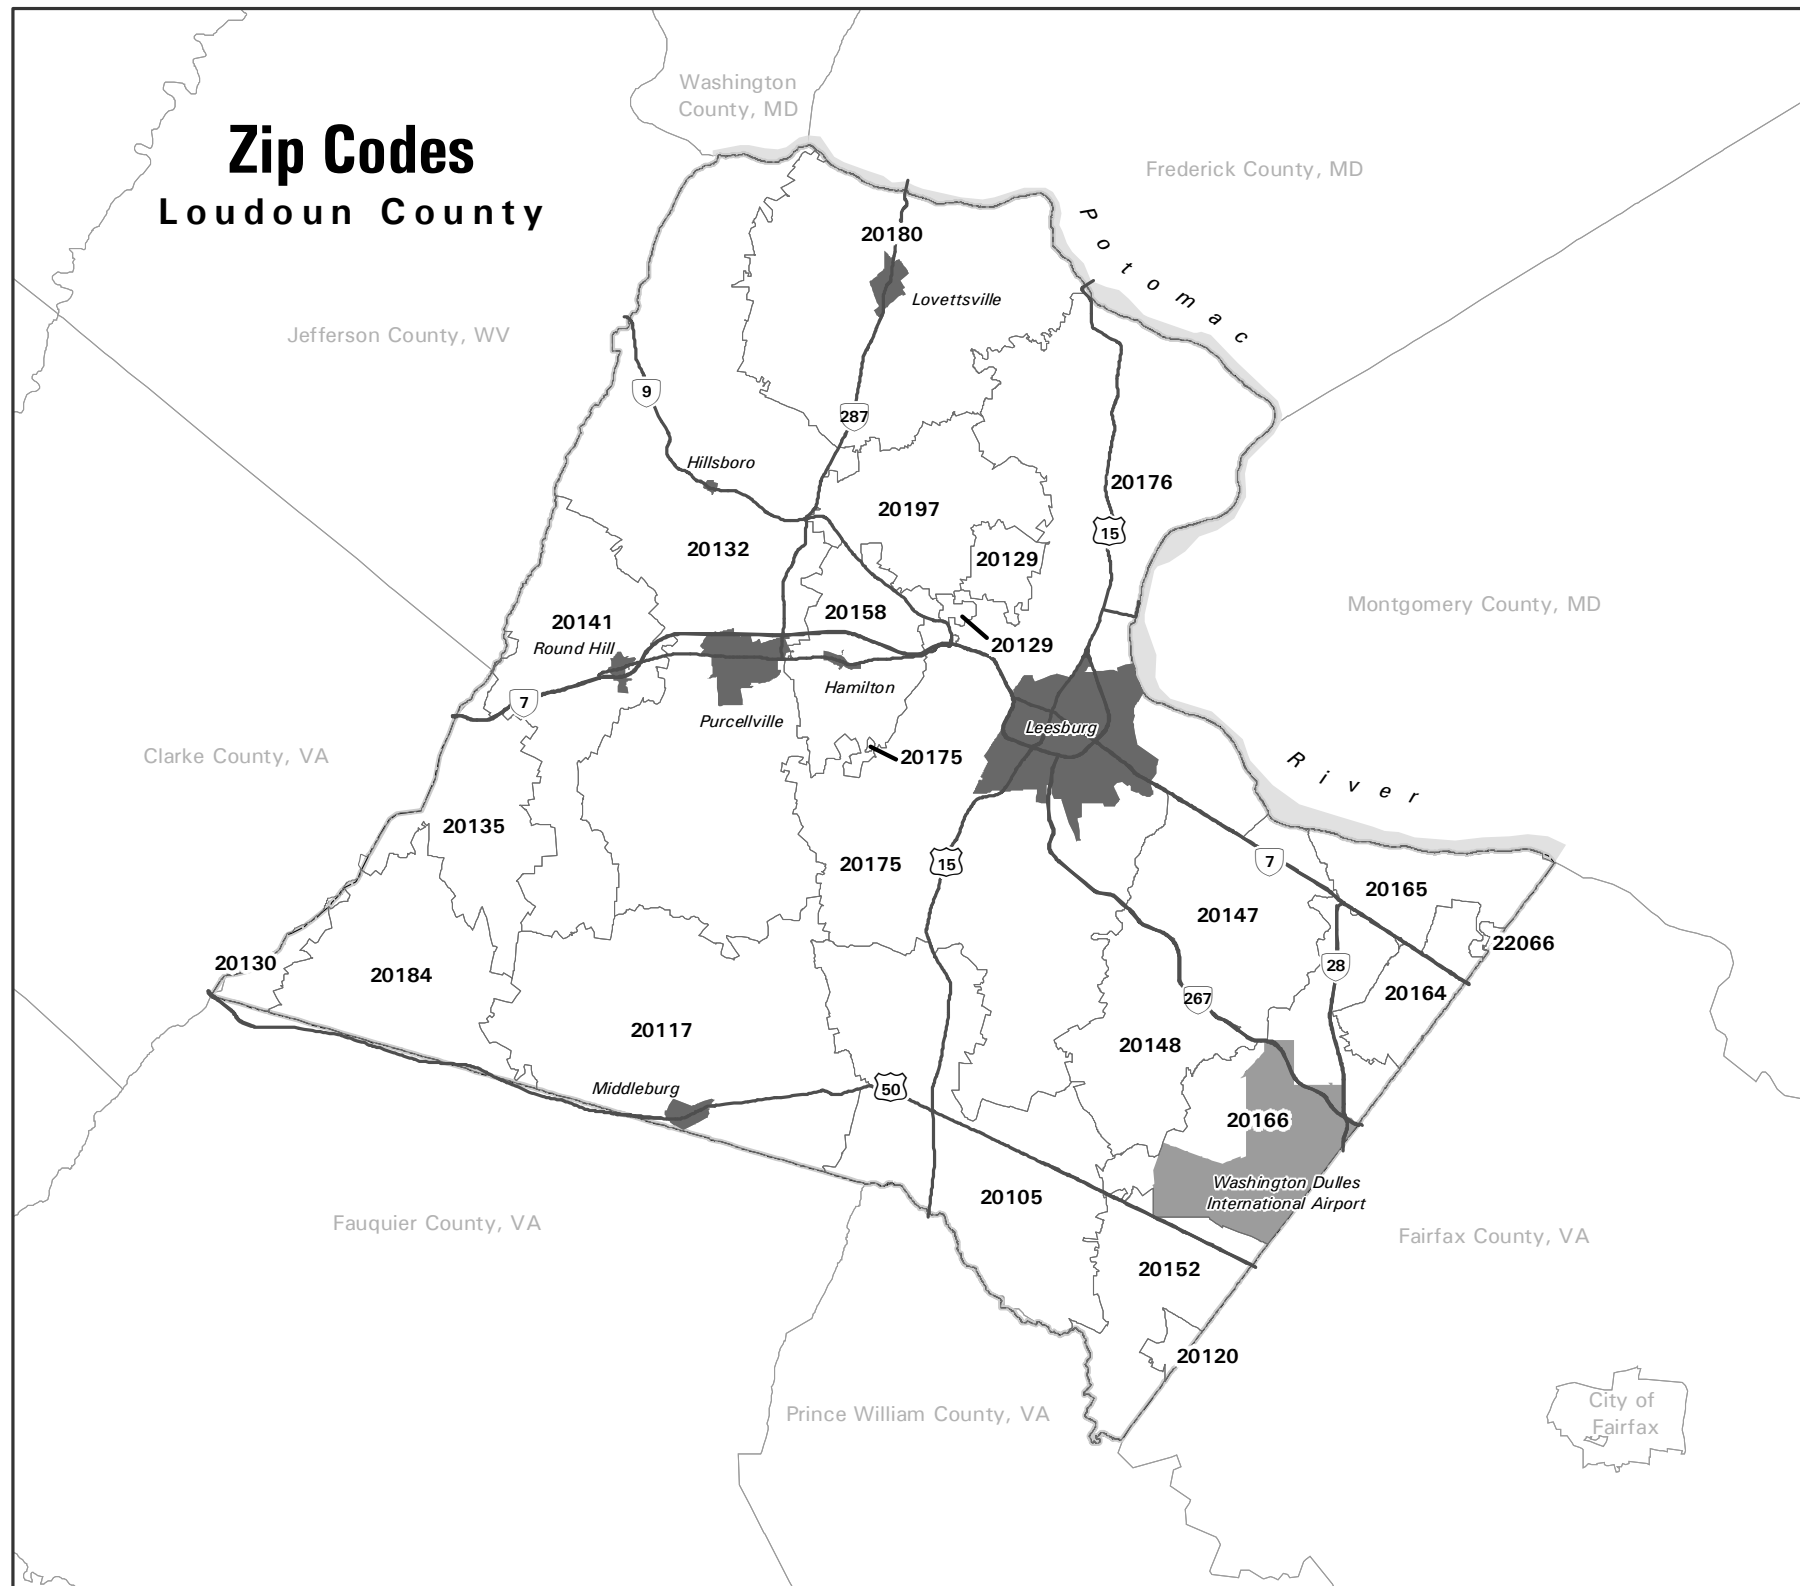 Zip Codes
Loudoun County
Washington
County, MD
Frederick County, MD
Potomac
20180
Lovettsville
Jefferson County, WV
9
287
Hillsboro
20176
20197
15
20132
20129
Montgomery County, MD
20158
20141
Round Hill
20129
Hamilton
7
Purcellville
Leesburg
Clarke County, VA
20175
River
20135
20175
15
7
20165
20147
22066
20130
20184
28
20164
267
20117
20148
Middleburg
50
20166
Washington Dulles
International Airport
20105
Fauquier County, VA
Fairfax County, VA
20152
20120
Prince William County, VA
City of
Fairfax